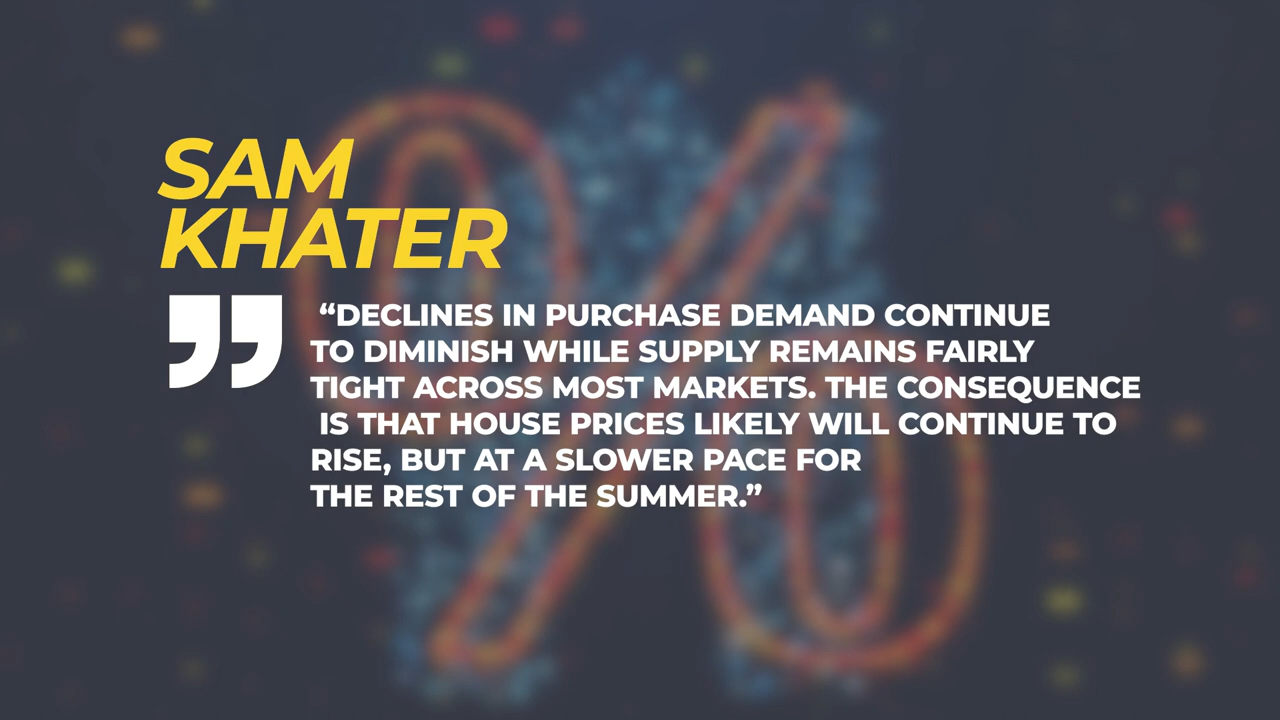 SAM
KHATER
” “DECLINES IN PURCHASE DEMAND CONTINUE
TO DIMINISH WHILE SUPPLY REMAINS FAIRLY
TIGHT ACROSS MOST MARKETS. THE CONSEQUENCE
IS THAT HOUSE PRICES LIKELY WILL CONTINUE TO
RISE, BUT AT A SLOWER PACE FOR
THE REST OF THE SUMMER.”